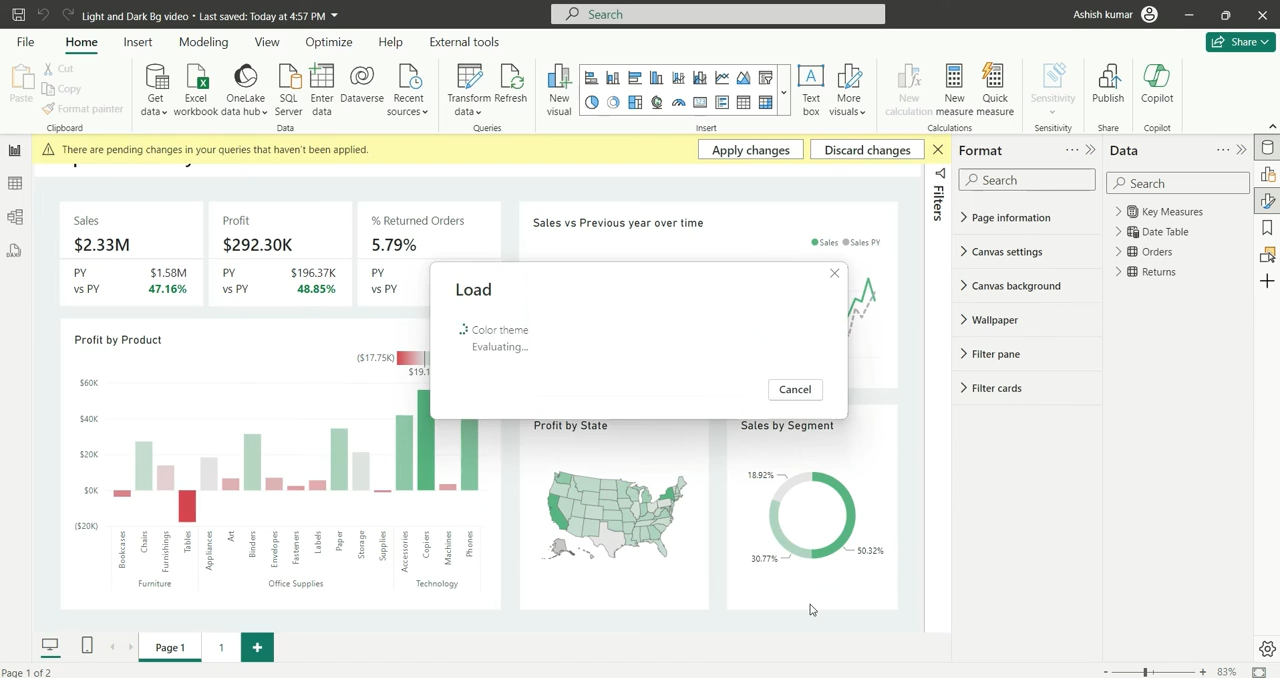 Light and Dark Bg video • Last saved: Today at 4:57 PM
Search
Ashish kumar
File
Home
Insert
Modeling
View
Optimize
Help
External tools
Share
Paste
Cut
Copy
Format painter
Clipboard
Get data
Excel workbook
OneLake data hub
SQL Server
Enter data
Dataverse
Recent sources
Data
Transform data
Refresh
Queries
New visual
Text box
More visuals
Insert
New calculation
New measure
Quick measure
Calculations
Sensitivity
Sensitivity
Publish
Share
Copilot
Copilot
There are pending changes in your queries that haven't been applied.
Apply changes
Discard changes
Filters
Format
Search
Page information
Canvas settings
Canvas background
Wallpaper
Filter pane
Filter cards
Data
Search
Key Measures
Date Table
Orders
Returns
Sales
$2.33M
PY $1.58M
vs PY 47.16%
Profit
$292.30K
PY $196.37K
vs PY 48.85%
% Returned Orders
5.79%
PY
vs PY
Sales vs Previous year over time
Sales
Sales PY
Load
Color theme
Evaluating...
Cancel
Profit by Product
($17.75K)
$19.1
$60K
$40K
$20K
$0K
($20K)
Bookcases
Chairs
Furnishings
Tables
Appliances
Art
Binders
Envelopes
Fasteners
Labels
Paper
Storage
Supplies
Accessories
Copiers
Machines
Phones
Furniture
Office Supplies
Technology
Profit by State
Sales by Segment
18.92%
30.77%
50.32%
Page 1
1
Page 1 of 2
83%